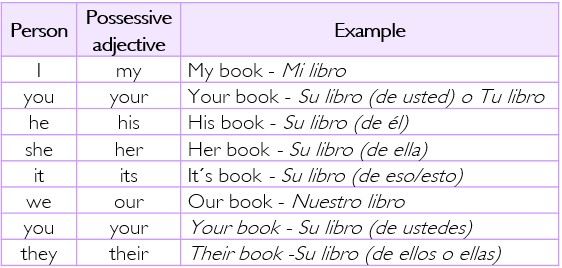 Person Possessive adjective Example
I my My book - Mi libro
you your Your book - Su libro (de usted) o Tu libro
he his His book - Su libro (de él)
she her Her book - Su libro (de ella)
it its It´s book - Su libro (de eso/esto)
we our Our book - Nuestro libro
you your Your book - Su libro (de ustedes)
they their Their book -Su libro (de ellos o ellas)